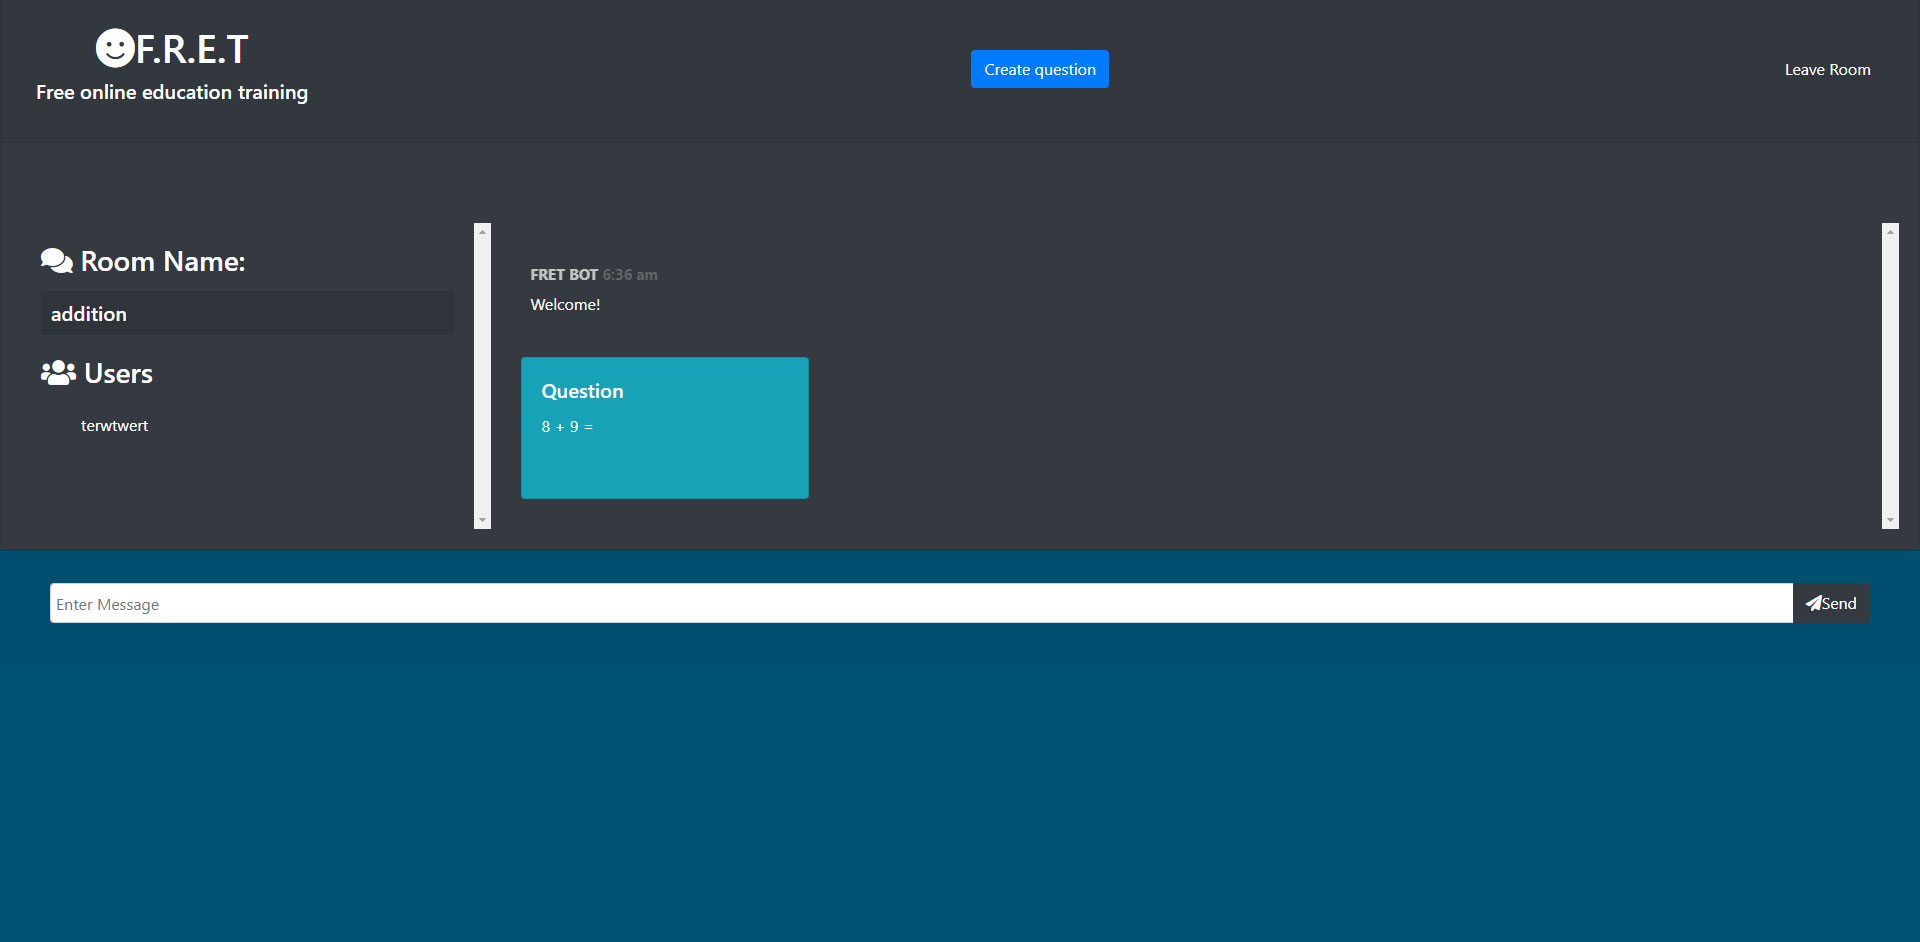 F.R.E.T
Free online education training
Create question
Leave Room
Room Name:
addition
Users
terwtwert
FRET BOT 6:36 am
Welcome!
Question
8 + 9 =
Enter Message
Send